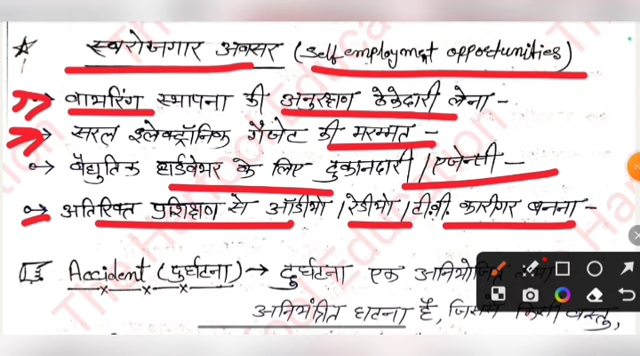 ☆ स्वरोजगार अवसर (self employment opportunities)
→ वायरिंग स्थापना की अनुरक्षण ठेकेदारी लेना -
→ सरल इलेक्ट्रॉनिक गैजेट की मरम्मत -
→ वैद्युतिक हार्डवेयर के लिए दुकानदारी / एजेन्सी -
→ अतिरिक्त प्रशिक्षण से ऑडीयो / रेडीयो / टी.वी. कारीगर बनना -
Accident (दुर्घटना) → दुर्घटना एक
अनियंत्रित घटना है, जिसमें किसी वस्तु,